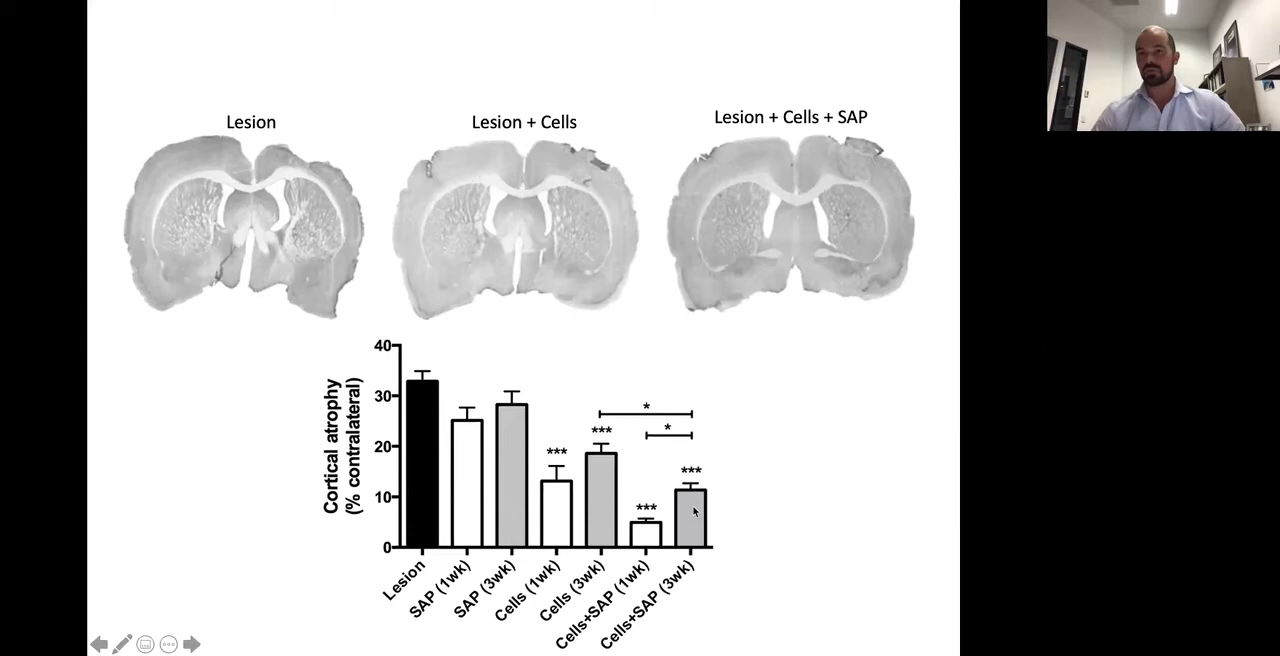 Lesion
Lesion + Cells
Lesion + Cells + SAP
Cortical atrophy
(% contralateral)
40
30
20
10
0
***
***
***
***
*
*
Lesion
SAP (1wk)
SAP (3wk)
Cells (1wk)
Cells (3wk)
Cells+SAP (1wk)
Cells+SAP (3wk)